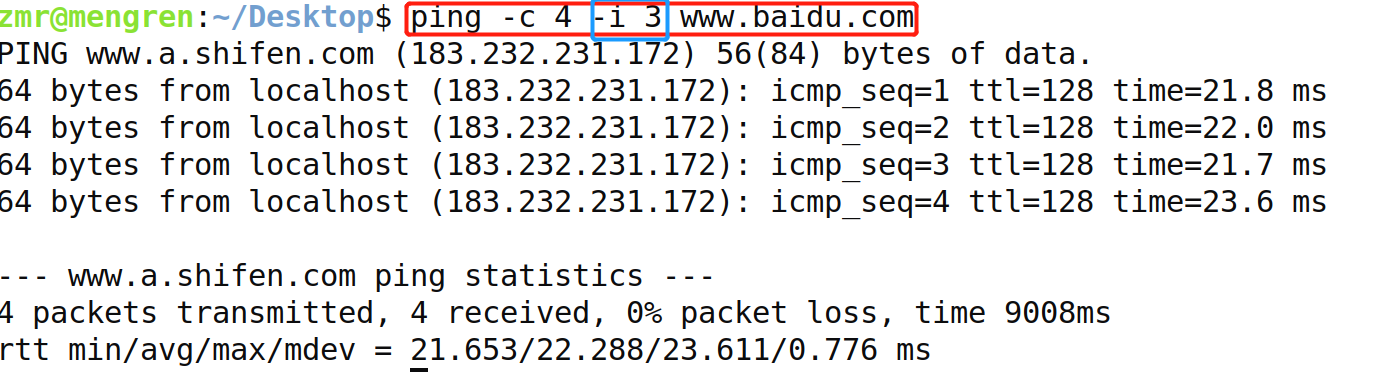 zmr@mengren:~/Desktop$ ping -c 4 -i 3 www.baidu.com
PING www.a.shifen.com (183.232.231.172) 56(84) bytes of data.
64 bytes from localhost (183.232.231.172): icmp_seq=1 ttl=128 time=21.8 ms
64 bytes from localhost (183.232.231.172): icmp_seq=2 ttl=128 time=22.0 ms
64 bytes from localhost (183.232.231.172): icmp_seq=3 ttl=128 time=21.7 ms
64 bytes from localhost (183.232.231.172): icmp_seq=4 ttl=128 time=23.6 ms
--- www.a.shifen.com ping statistics ---
4 packets transmitted, 4 received, 0% packet loss, time 9008ms
rtt min/avg/max/mdev = 21.653/22.288/23.611/0.776 ms